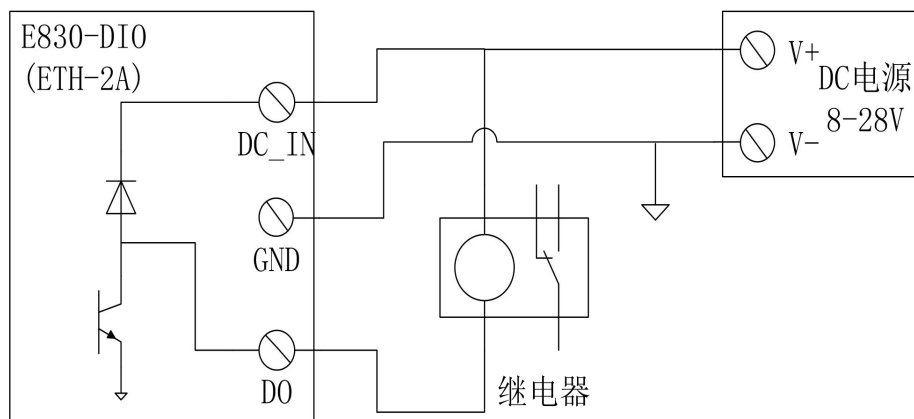 E830-DIO
(ETH-2A)
DC_IN
GND
DO
继电器
V+
DC电源
8-28V
V-